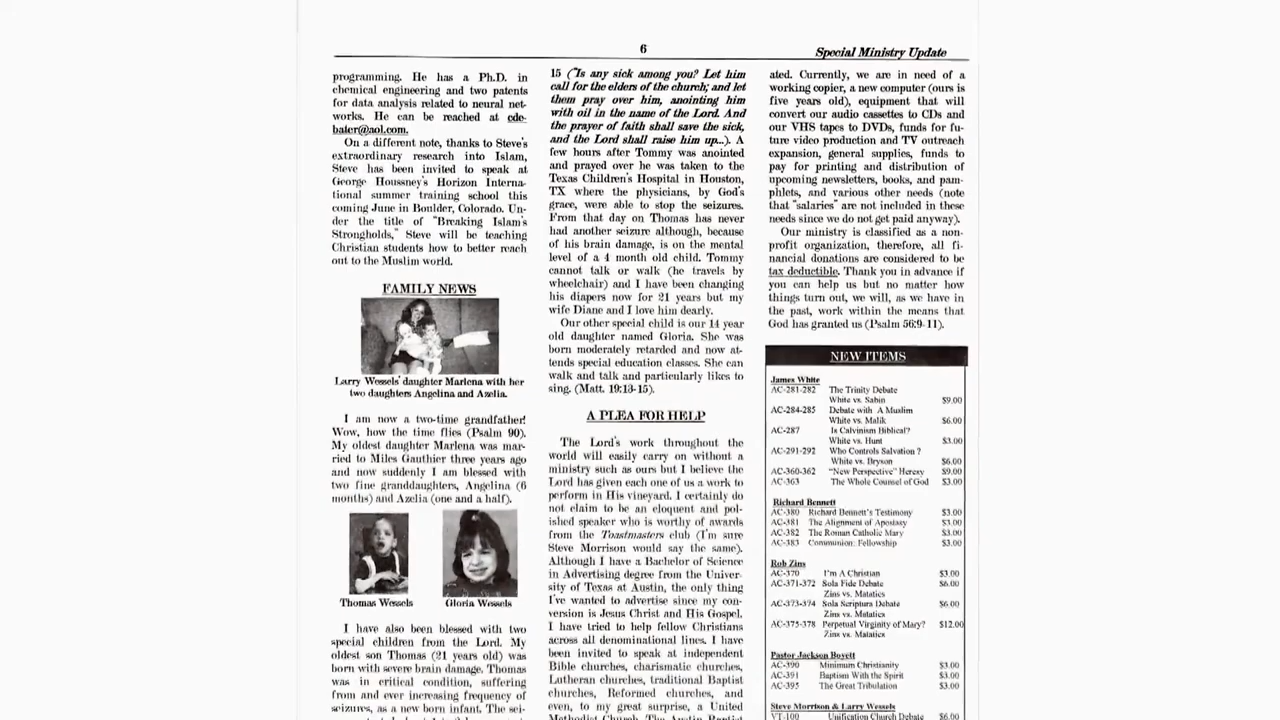 6
Special Ministry Update
programming. He has a Ph.D. in
chemical engineering and two patents
for data analysis related to neural net-
works. He can be reached at cde-
bater@aol.com.
On a different note, thanks to Steve's
extraordinary research into Islam,
Steve has been invited to speak at
George Houssney's Horizon Interna-
tional summer training school this
coming June in Boulder, Colorado. Un-
der the title of "Breaking Islam's
Strongholds," Steve will be teaching
Christian students how to better reach
out to the Muslim world.
FAMILY NEWS
Larry Wessels' daughter Marlena with her
two daughters Angelina and Azelia.
I am now a two-time grandfather!
Wow, how the time flies (Psalm 90).
My oldest daughter Marlena was mar-
ried to Miles Gauthier three years ago
and now suddenly I am blessed with
two fine granddaughters, Angelina (6
months) and Azelia (one and a half).
Thomas Wessels
Gloria Wessels
I have also been blessed with two
special children from the Lord. My
oldest son Thomas (21 years old) was
born with severe brain damage. Thomas
was in critical condition, suffering
from and ever increasing frequency of
seizures, as a new born infant. The sei-
15 ("Is any sick among you? Let him
call for the elders of the church; and let
them pray over him, anointing him
with oil in the name of the Lord. And
the prayer of faith shall save the sick,
and the Lord shall raise him up...). A
few hours after Tommy was anointed
and prayed over he was taken to the
Texas Children's Hospital in Houston,
TX where the physicians, by God's
grace, were able to stop the seizures.
From that day on Thomas has never
had another seizure although, because
of his brain damage, is on the mental
level of a 4 month old child. Tommy
cannot talk or walk (he travels by
wheelchair) and I have been changing
his diapers now for 21 years but my
wife Diane and I love him dearly.
Our other special child is our 14 year
old daughter named Gloria. She was
born moderately retarded and now at-
tends special education classes. She can
walk and talk and particularly likes to
sing. (Matt. 19:13-15).
A PLEA FOR HELP
The Lord's work throughout the
world will easily carry on without a
ministry such as ours but I believe the
Lord has given each one of us a work to
perform in His vineyard. I certainly do
not claim to be an eloquent and pol-
ished speaker who is worthy of awards
from the Toastmasters club (I'm sure
Steve Morrison would say the same).
Although I have a Bachelor of Science
in Advertising degree from the Univer-
sity of Texas at Austin, the only thing
I've wanted to advertise since my con-
version is Jesus Christ and His Gospel.
I have tried to help fellow Christians
across all denominational lines. I have
been invited to speak at independent
Bible churches, charismatic churches,
Lutheran churches, traditional Baptist
churches, Reformed churches, and
even, to my great surprise, a United
Methodist Church. The Austin Baptist
ated. Currently, we are in need of a
working copier, a new computer (ours is
five years old), equipment that will
convert our audio cassettes to CDs and
our VHS tapes to DVDs, funds for fu-
ture video production and TV outreach
expansion, general supplies, funds to
pay for printing and distribution of
upcoming newsletters, books, and pam-
phlets, and various other needs (note
that "salaries" are not included in these
needs since we do not get paid anyway).
Our ministry is classified as a non-
profit organization, therefore, all fi-
nancial donations are considered to be
tax deductible. Thank you in advance if
you can help us but no matter how
things turn out, we will, as we have in
the past, work within the means that
God has granted us (Psalm 56:9-11).
NEW ITEMS
James White
AC-281-282 The Trinity Debate
White vs. Sabin $9.00
AC-284-285 Debate with A Muslim
White vs. Malik $6.00
AC-287 Is Calvinism Biblical?
White vs. Hunt $3.00
AC-291-292 Who Controls Salvation ?
White vs. Bryson $6.00
AC-360-362 "New Perspective" Heresy $9.00
AC-363 The Whole Counsel of God $3.00
Richard Bennett
AC-380 Richard Bennett's Testimony $3.00
AC-381 The Alignment of Apostasy $3.00
AC-382 The Roman Catholic Mary $3.00
AC-383 Communion: Fellowship $3.00
Rob Zins
AC-370 I'm A Christian $3.00
AC-371-372 Sola Fide Debate $6.00
Zins vs. Matatics
AC-373-374 Sola Scriptura Debate $6.00
Zins vs. Matatics
AC-375-378 Perpetual Virginity of Mary? $12.00
Zins vs. Matatics
Pastor Jackson Boyett
AC-390 Minimum Christianity $3.00
AC-391 Baptism With the Spirit $3.00
AC-395 The Great Tribulation $3.00
Steve Morrison & Larry Wessels
VT-100 Unification Church Debate $6.00